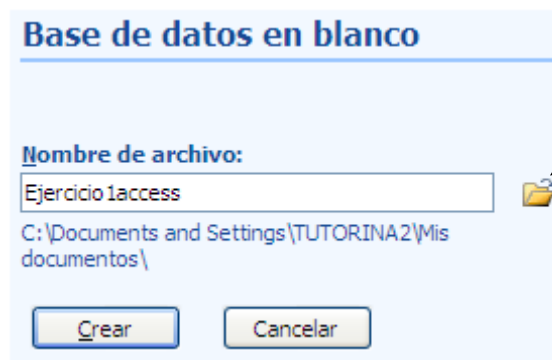 Base de datos en blanco
Nombre de archivo:
Ejercicio1access
C:\Documents and Settings\TUTORINA2\Mis
documentos\
Crear
Cancelar